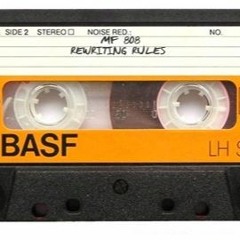 SIDE 2 STEREO☐ NOISE RED : NO.
MP 808
REWRITING RULES
BASF LH S